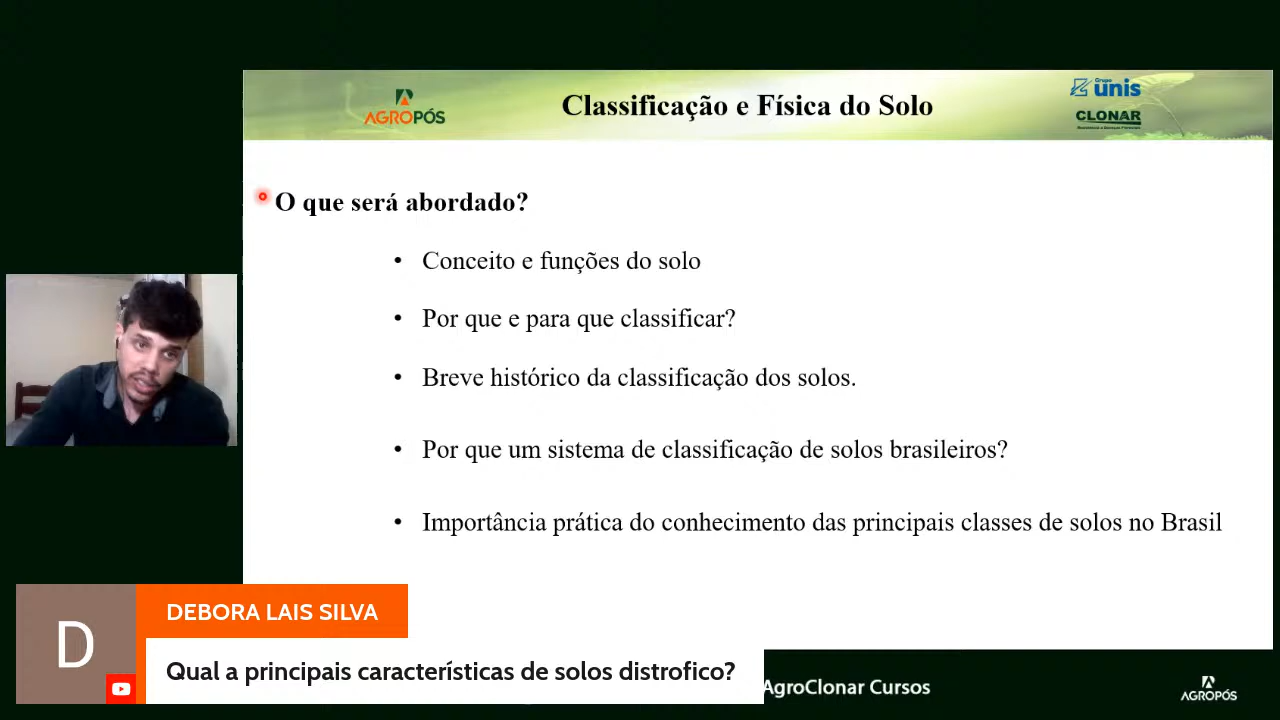 AGROPÓS
Classificação e Física do Solo
Grupo
unis
CLONAR
O que será abordado?
• Conceito e funções do solo
• Por que e para que classificar?
• Breve histórico da classificação dos solos.
• Por que um sistema de classificação de solos brasileiros?
• Importância prática do conhecimento das principais classes de solos no Brasil
D
DEBORA LAIS SILVA
Qual a principais características de solos distrofico?
AgroClonar Cursos
AGROPÓS